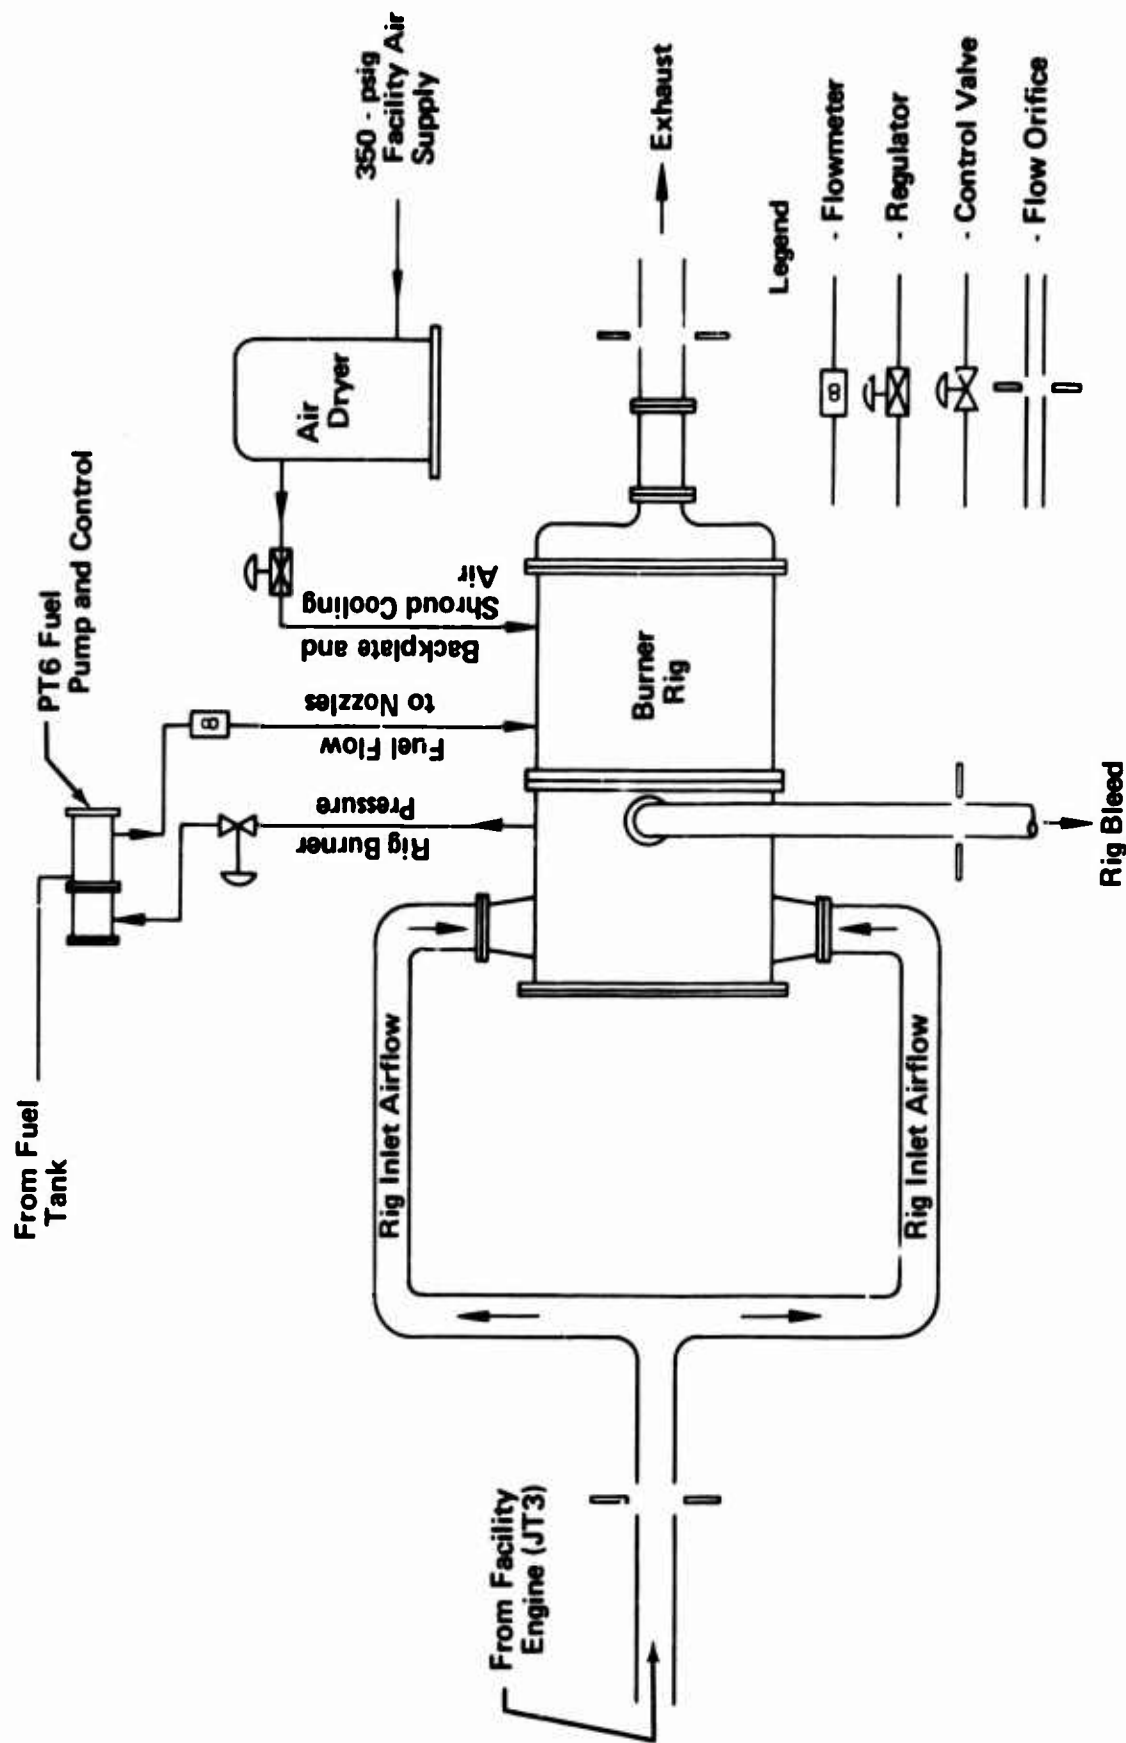 From Fuel
Tank
PT6 Fuel
Pump and Control
350 - psig
Facility Air
Supply
Air
Dryer
Rig Burner
Pressure
Fuel Flow
to Nozzles
Backplate and
Shroud Cooling
Air
Rig Inlet Airflow
Burner
Rig
Exhaust
From Facility
Engine (JT3)
Rig Inlet Airflow
Rig Bleed
Legend
8
8
- Flowmeter
- Regulator
- Control Valve
- Flow Orifice